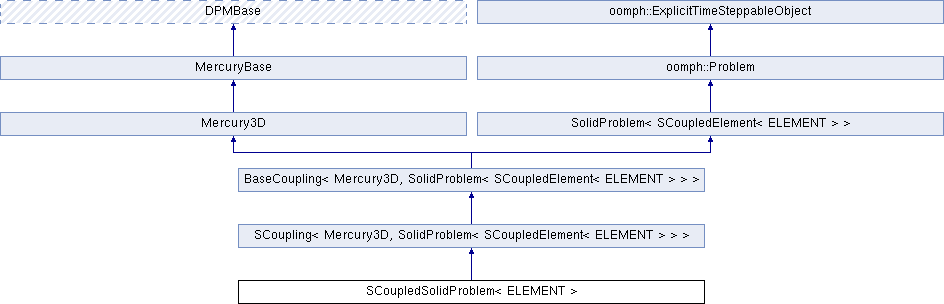 DPMBase
oomph::ExplicitTimeSteppableObject
MercuryBase
oomph::Problem
Mercury3D
SolidProblem< SCoupledElement< ELEMENT > >
BaseCoupling< Mercury3D, SolidProblem< SCoupledElement< ELEMENT > > >
SCoupling< Mercury3D, SolidProblem< SCoupledElement< ELEMENT > > >
SCoupledSolidProblem< ELEMENT >